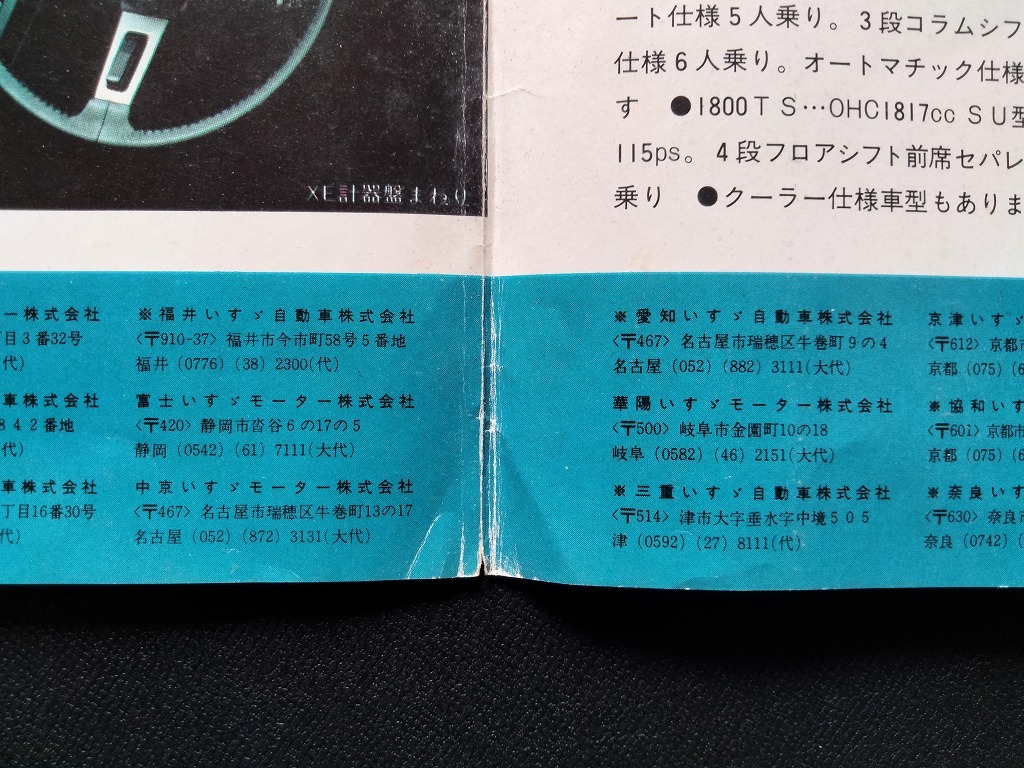 XE計器盤まわり
ート仕様5人乗り。3段コラムシフ
仕様6人乗り。オートマチック仕様
す ●1800TS…OHC1817cc SU型
115ps。4段フロアシフト前席セパレ
乗り ●クーラー仕様車型もありま
ー株式会社
丁目3番32号
代)
車株式会社
842番地
代)
車株式会社
丁目16番30号
代)
※福井いすゞ自動車株式会社
〈〒910-37〉福井市今市町58号5番地
福井(0776)(38)2300(代)
富士いすゞモーター株式会社
〈〒420〉静岡市沓谷6の17の5
静岡(0542)(61)7111(大代)
中京いすゞモーター株式会社
〈〒467〉名古屋市瑞穂区牛巻町13の17
名古屋(052)(872)3131(大代)
※愛知いすゞ自動車株式会社
〈〒467〉名古屋市瑞穂区牛巻町9の4
名古屋(052)(882)3111(大代)
華陽いすゞモーター株式会社
〈〒500〉岐阜市金園町10の18
岐阜(0582)(46)2151(大代)
※三重いすゞ自動車株式会社
〈〒514〉津市大字垂水字中境505
津(0592)(27)8111(代)
京津いすゞ
〈〒612〉京都市
京都(075)(6
※協和いす
〈〒601〉京都市
京都(075)(6
※奈良いす
〈〒630〉奈良市
奈良(0742)(